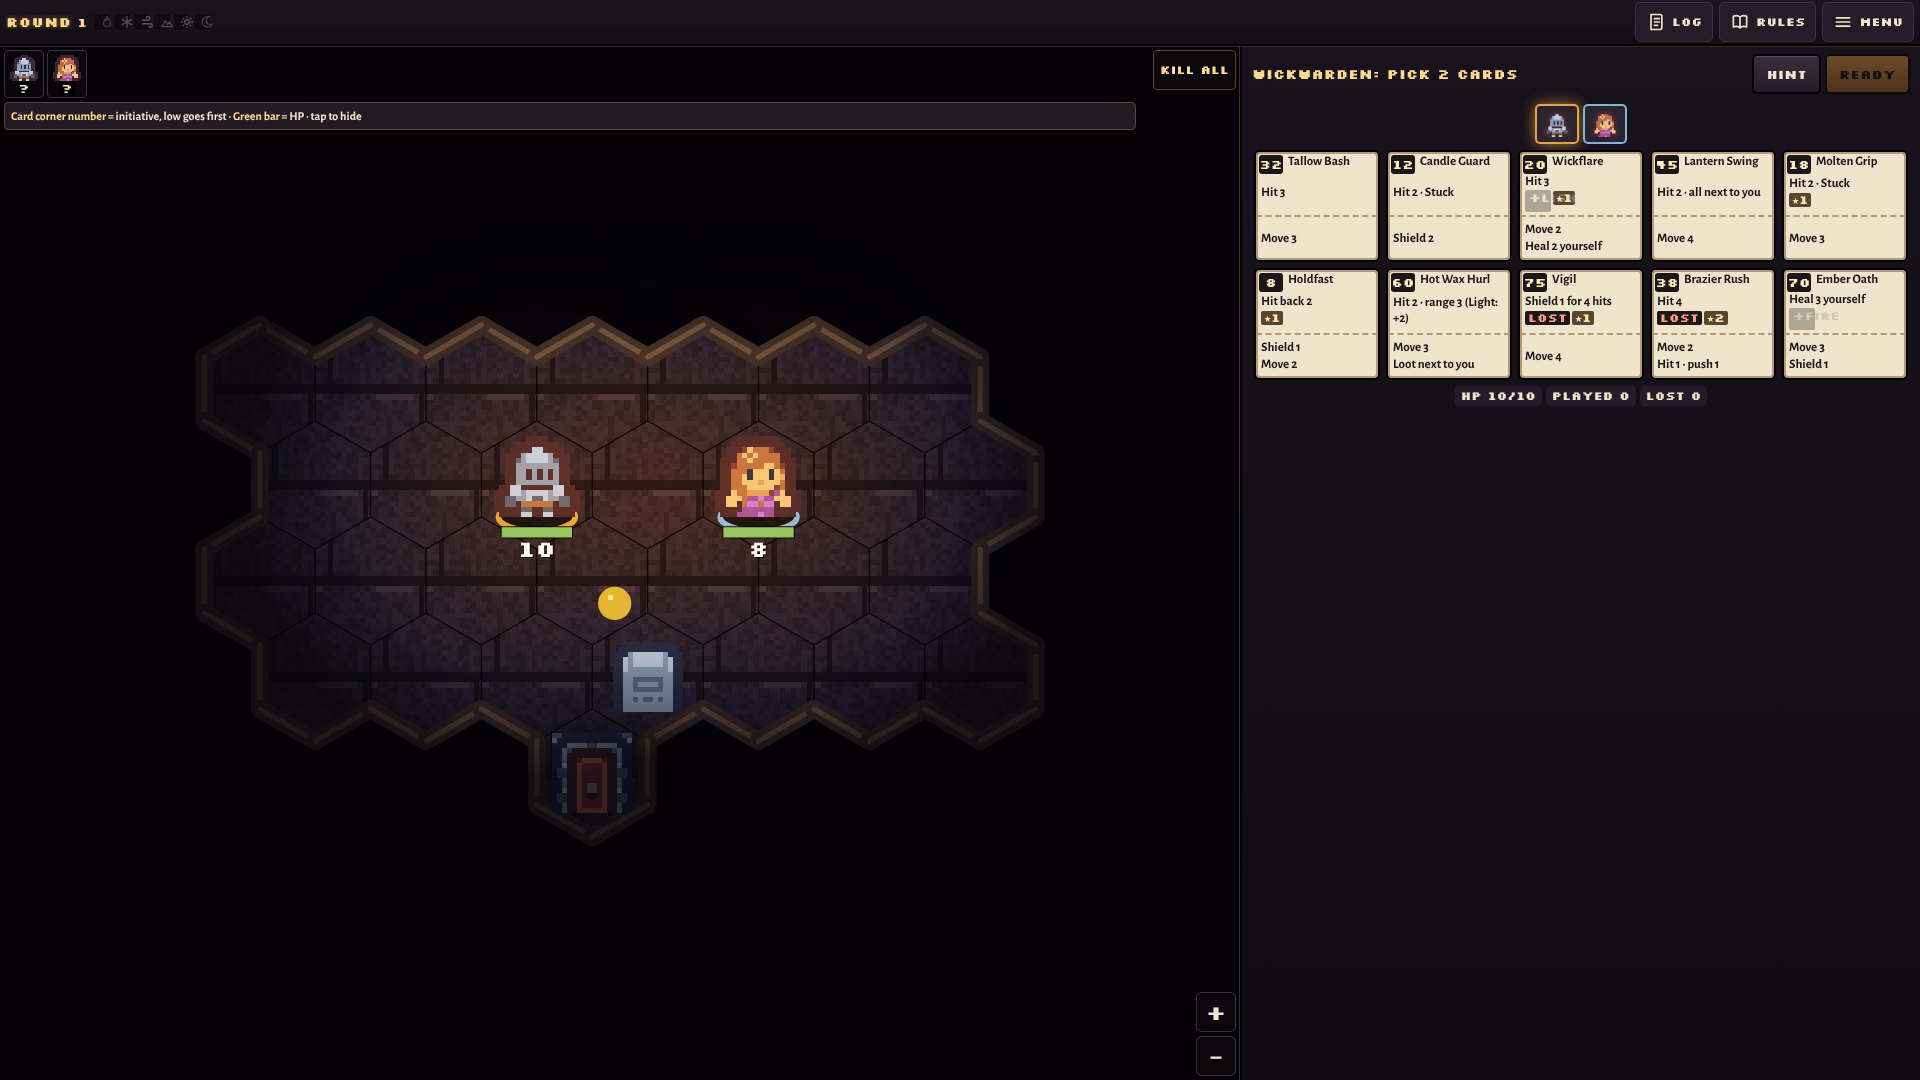 ROUND 1
LOG
RULES
MENU
?
?
KILL ALL
Card corner number = initiative, low goes first · Green bar = HP · tap to hide
10
8
+
-
WICKWARDEN: PICK 2 CARDS
HINT
READY
32 Tallow Bash
Hit 3
Move 3
12 Candle Guard
Hit 2 · Stuck
Shield 2
20 Wickflare
Hit 3
+L ★1
Move 2
Heal 2 yourself
45 Lantern Swing
Hit 2 · all next to you
Move 4
18 Molten Grip
Hit 2 · Stuck
★1
Move 3
8 Holdfast
Hit back 2
★1
Shield 1
Move 2
60 Hot Wax Hurl
Hit 2 · range 3 (Light:
+2)
Move 3
Loot next to you
75 Vigil
Shield 1 for 4 hits
LOST ★1
Move 4
38 Brazier Rush
Hit 4
LOST ★2
Move 2
Hit 1 · push 1
70 Ember Oath
Heal 3 yourself
+FIRE
Move 3
Shield 1
HP 10/10
PLAYED 0
LOST 0